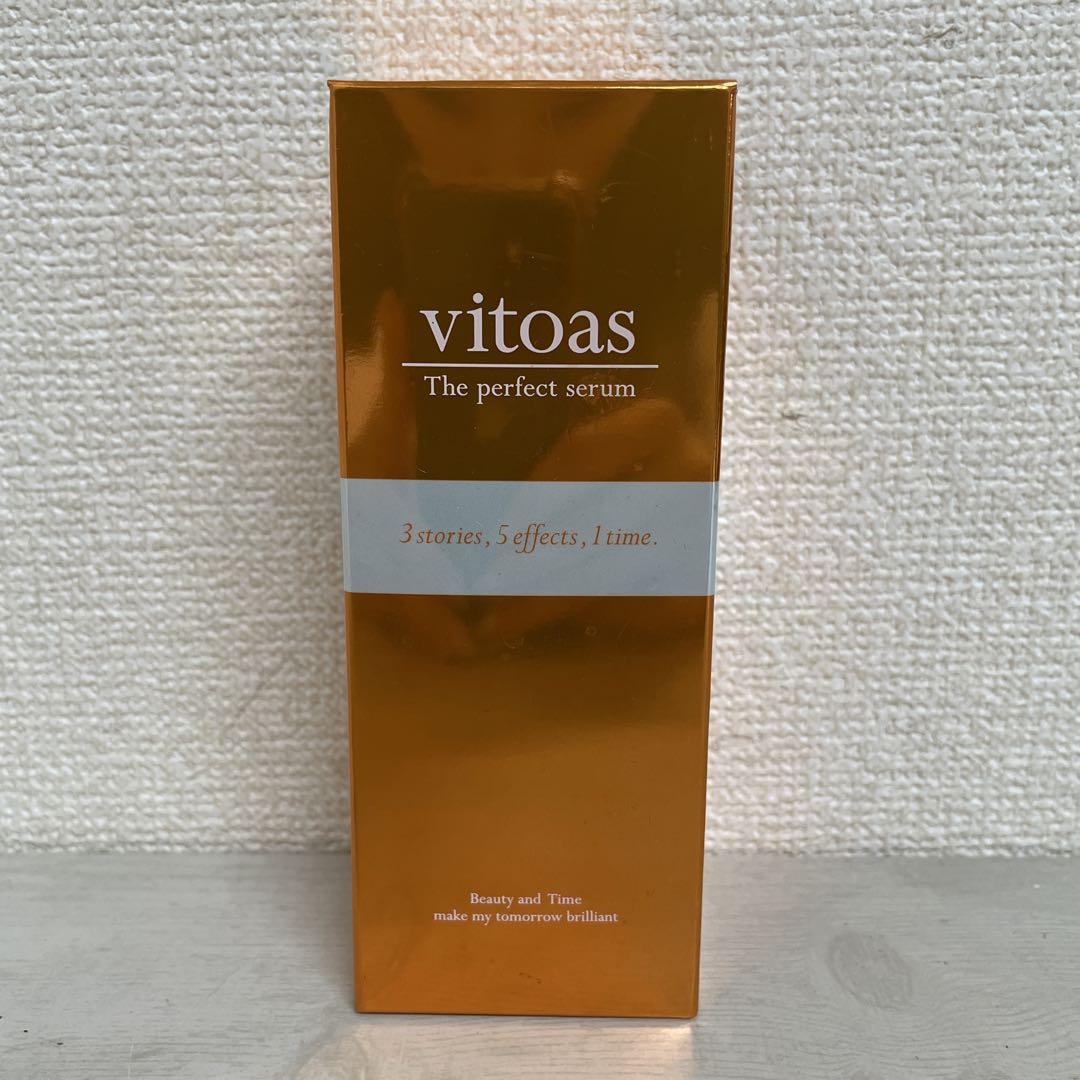 vitoas
The perfect serum
3 stories, 5 effects, 1 time.
Beauty and Time
make my tomorrow brilliant